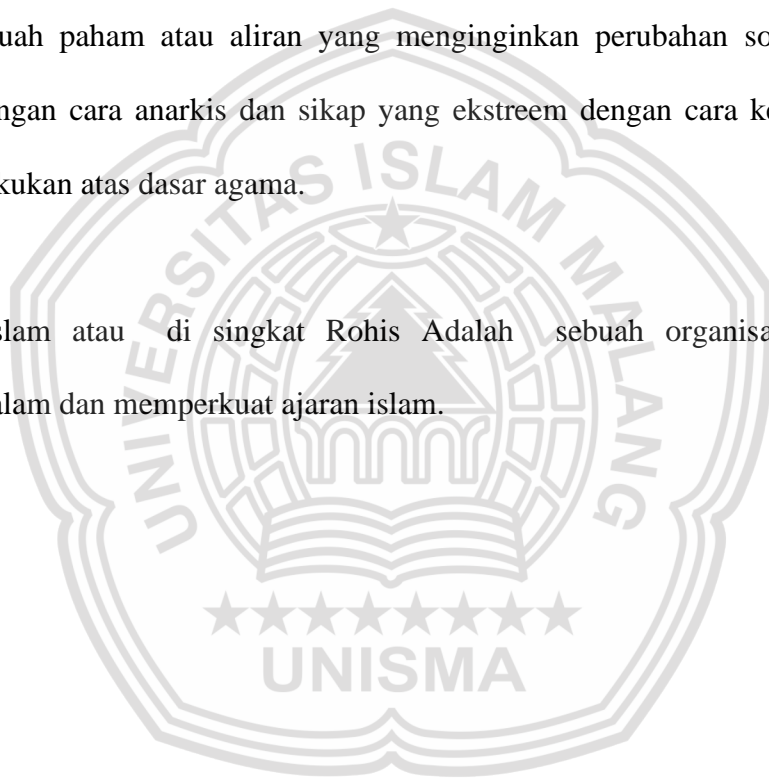 uah paham atau aliran yang menginginkan perubahan so
ngan cara anarkis dan sikap yang ekstreem dengan cara ke
kukan atas dasar agama.
slam atau di singkat Rohis Adalah sebuah organisa
alam dan memperkuat ajaran islam.
UNIVERSITAS ISLAM MALANG
UNISMA